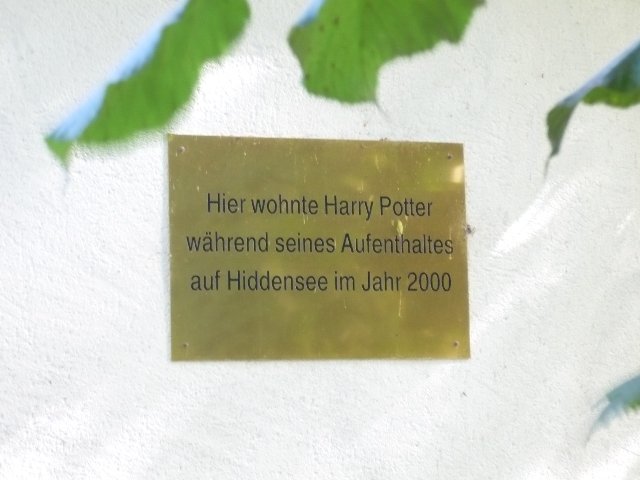 Hier wohnte Harry Potter
während seines Aufenthaltes
auf Hiddensee im Jahr 2000